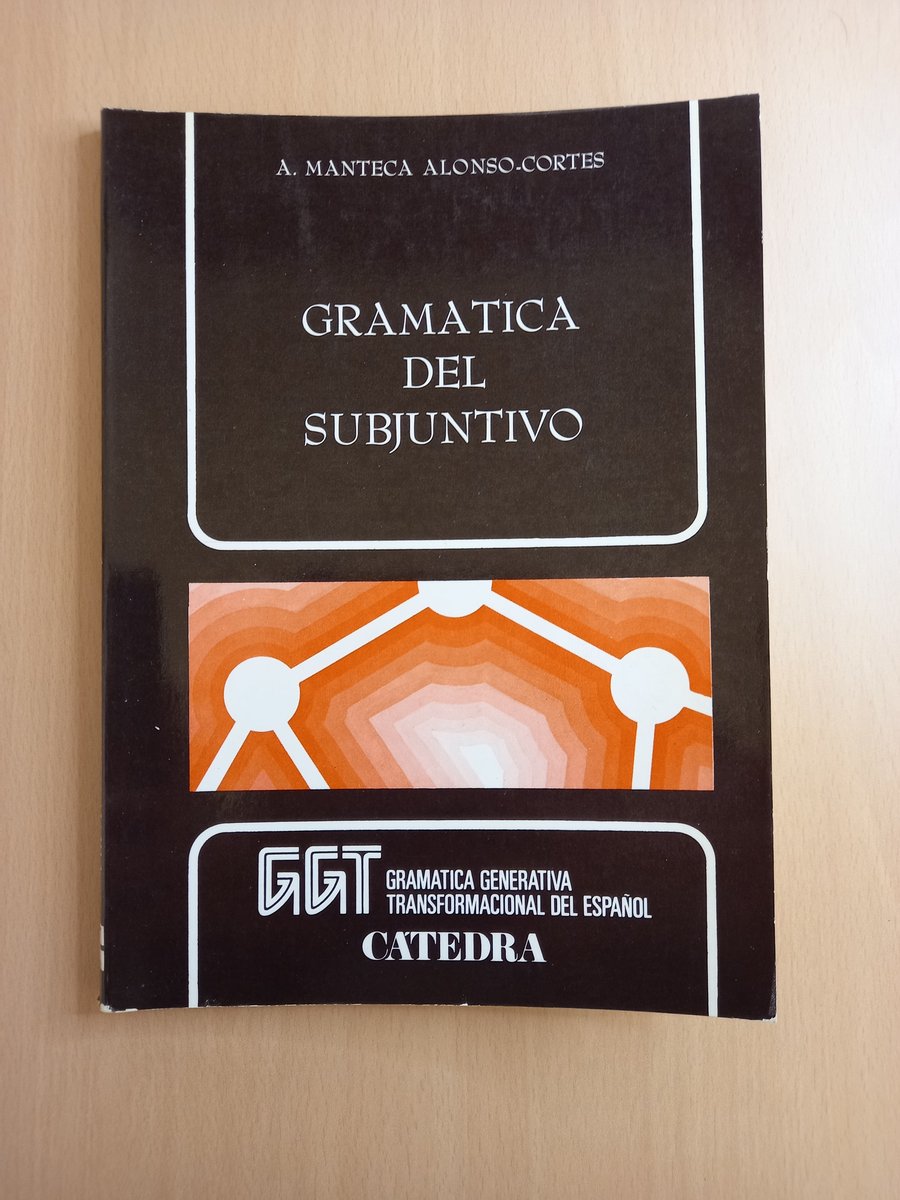 A. MANTECA ALONSO-CORTES
GRAMATICA
DEL
SUBJUNTIVO
GGT GRAMATICA GENERATIVA
TRANSFORMACIONAL DEL ESPAÑOL
CATEDRA